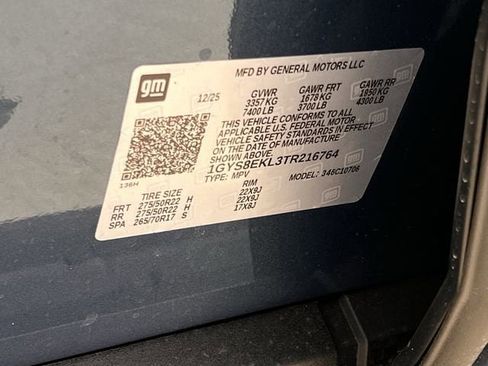 gm
MFD BY GENERAL MOTORS LLC
12/25 GVWR GAWR FRT GAWR RR
3357 KG 1678 KG 1950 KG
7400 LB 3700 LB 4300 LB
THIS VEHICLE CONFORMS TO ALL
APPLICABLE U.S. FEDERAL MOTOR
VEHICLE SAFETY STANDARDS IN EFFECT
ON THE DATE OF MANUFACTURE
SHOWN ABOVE.
1GYS8EKL3TR216764
TYPE: MPV MODEL: 346C10706
136H
TIRE SIZE RIM
FRT 275/50R22 H 22X9J
RR 275/50R22 H 22X9J
SPA 265/70R17 S 17X8J